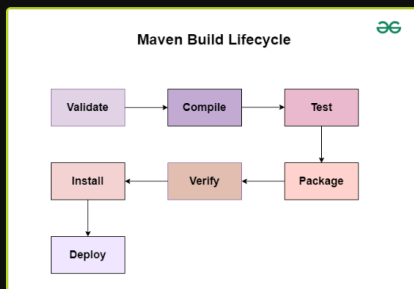 Maven Build Lifecycle
Validate
Compile
Test
Package
Verify
Install
Deploy